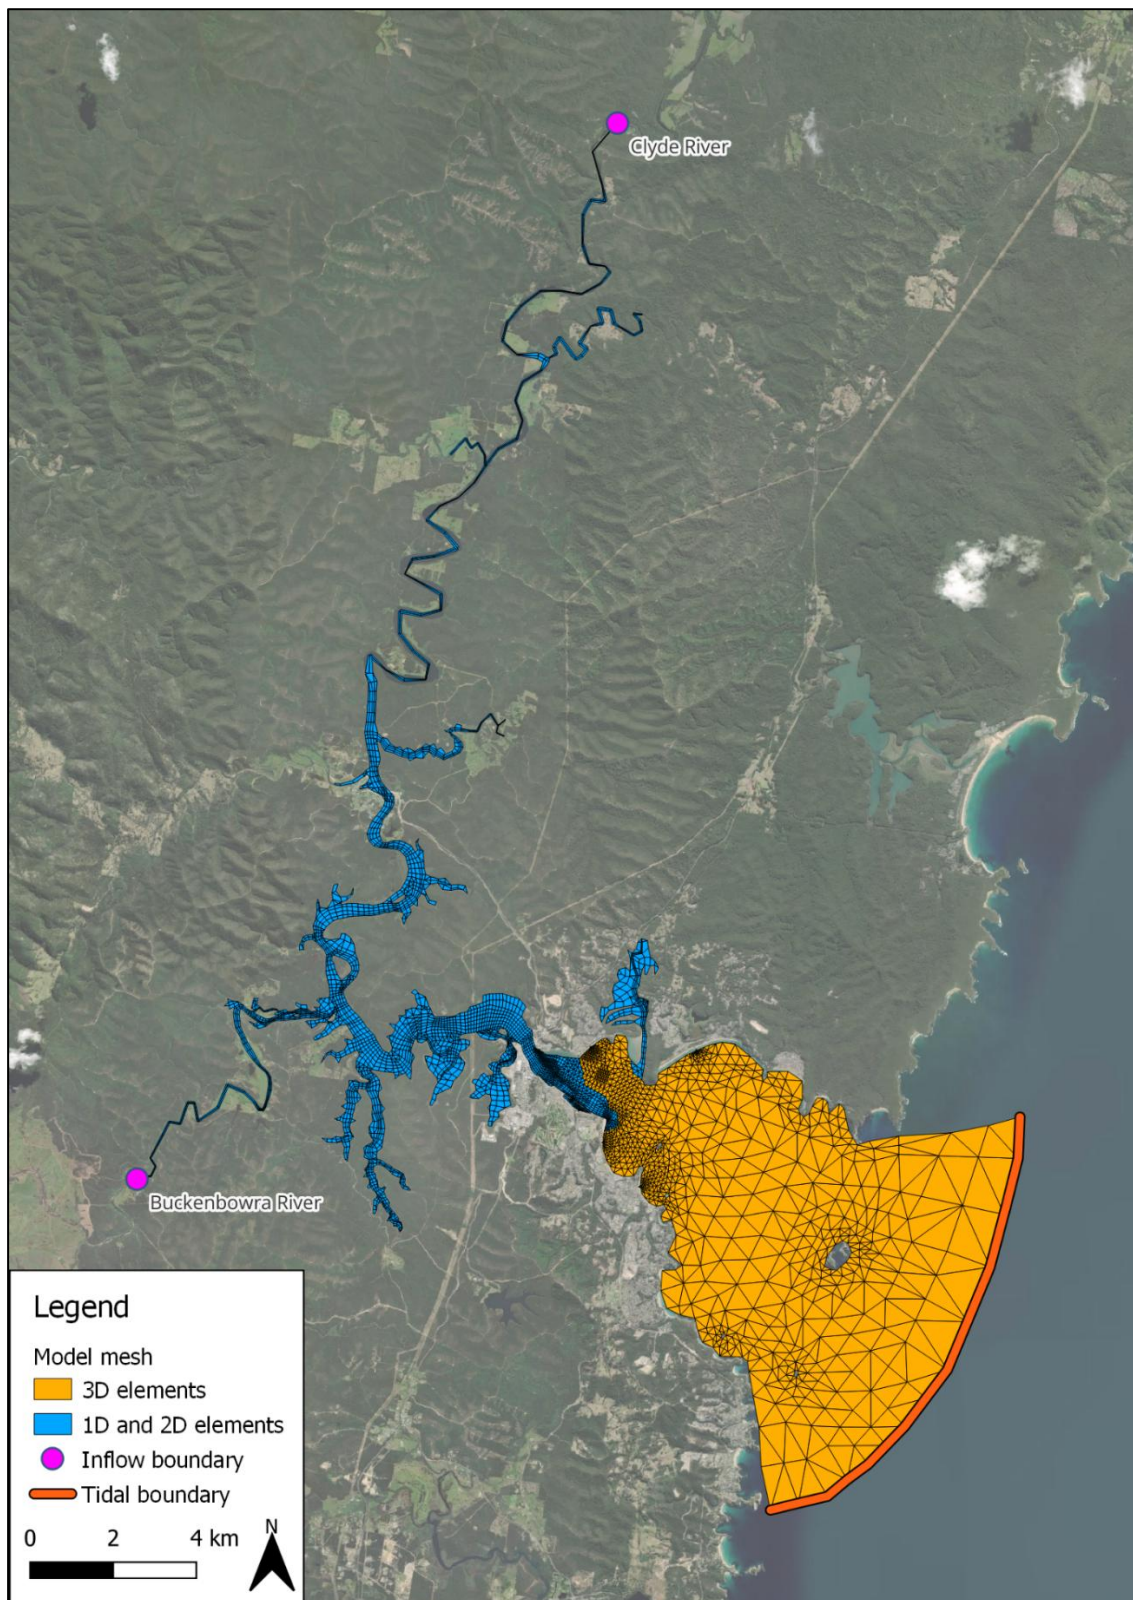 Clyde River
Buckenbowra River
Legend
Model mesh
3D elements
1D and 2D elements
Inflow boundary
Tidal boundary
0 2 4 km
N